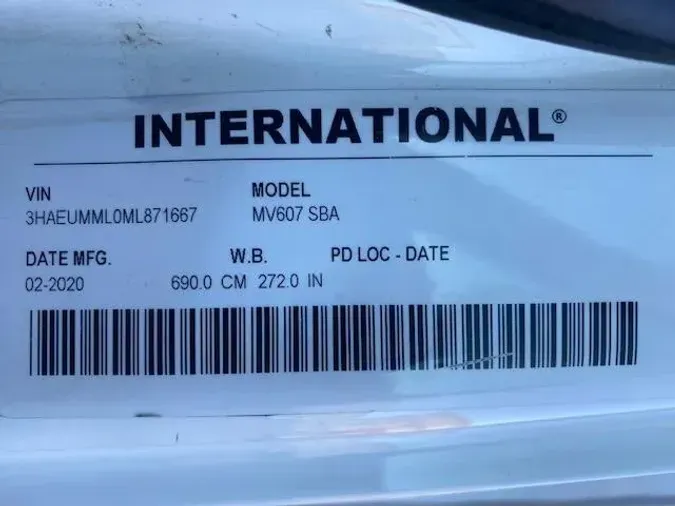 INTERNATIONAL®
VIN MODEL
3HAEUMML0ML871667 MV607 SBA
DATE MFG. W.B. PD LOC - DATE
02-2020 690.0 CM 272.0 IN